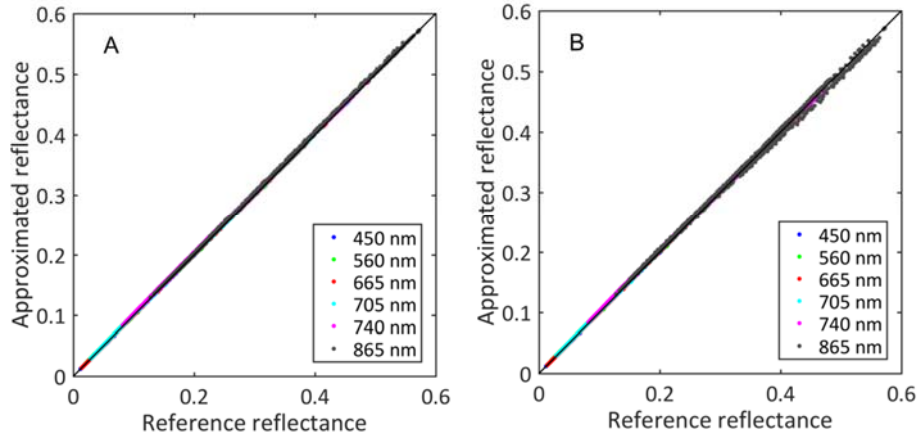 A
Approximated reflectance
0.6
0.5
0.4
0.3
0.2
0.1
0
0
0.2
0.4
0.6
Reference reflectance
450 nm
560 nm
665 nm
705 nm
740 nm
865 nm
B
Approximated reflectance
0.6
0.5
0.4
0.3
0.2
0.1
0
0
0.2
0.4
0.6
Reference reflectance
450 nm
560 nm
665 nm
705 nm
740 nm
865 nm